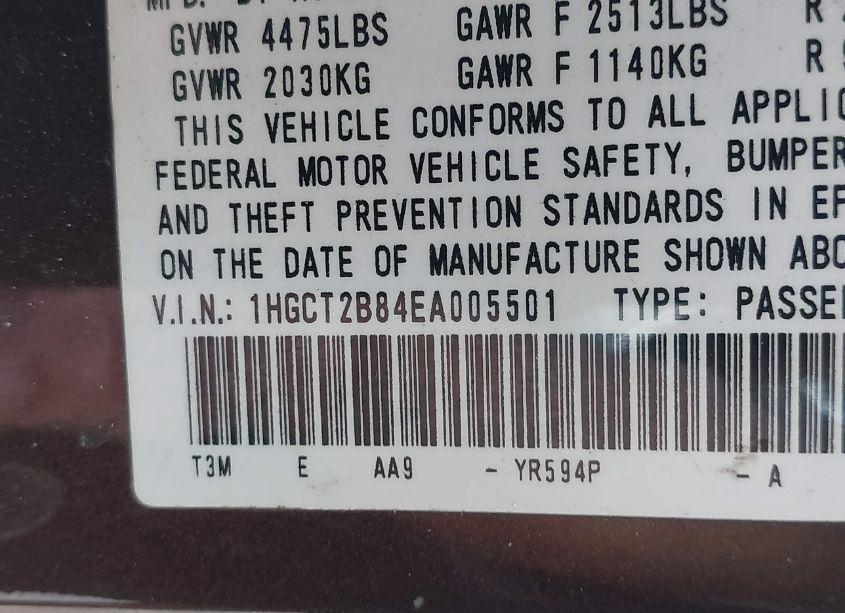 GVWR 4475LBS GAWR F 2513LBS R
GVWR 2030KG GAWR F 1140KG R
THIS VEHICLE CONFORMS TO ALL APPLIC
FEDERAL MOTOR VEHICLE SAFETY, BUMPER
AND THEFT PREVENTION STANDARDS IN EF
ON THE DATE OF MANUFACTURE SHOWN ABO
V.I.N.: 1HGCT2B84EA005501 TYPE: PASSE
T3M E AA9 - YR594P - A